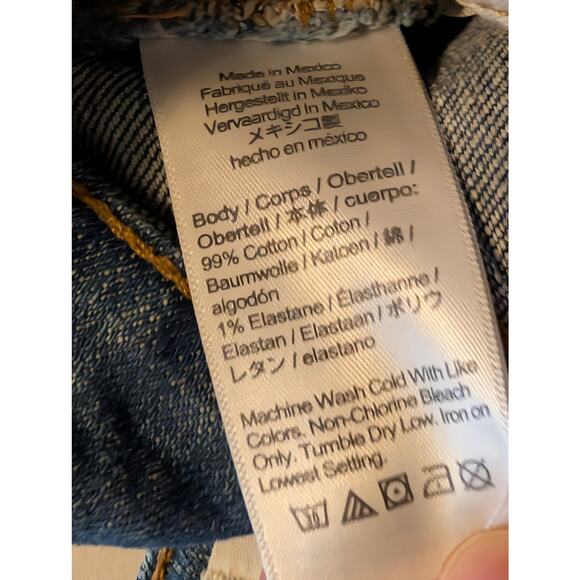 Made in Mexico
Fabriqué au Mexique
Hergestellt in Mexiko
Vervaardigd in Mexico
メキシコ製
hecho en méxico
Body / Corps / Obertell /
Obertell / 本体 / cuerpo:
99% Cotton / Coton /
Baumwolle / Katoen / 綿 /
algodón
1% Elastane / Élasthanne /
Elastan / Elastaan / ポリウ
レタン / elastano
Machine Wash Cold With Like
Colors. Non-Chlorine Bleach
Only. Tumble Dry Low. Iron on
Lowest Setting.